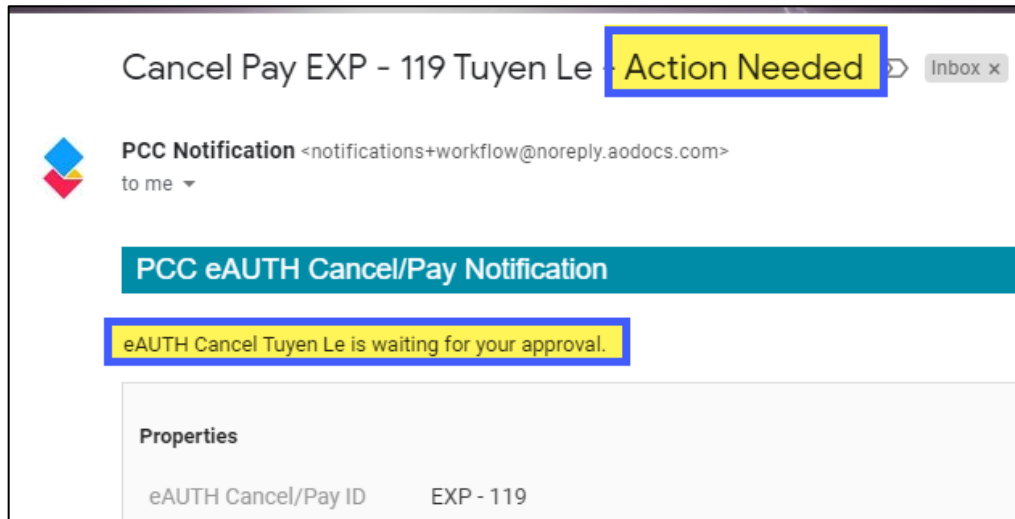 Cancel Pay EXP - 119 Tuyen Le - Action Needed Inbox x
PCC Notification <notifications+workflow@noreply.aodocs.com>
to me
PCC eAUTH Cancel/Pay Notification
eAUTH Cancel Tuyen Le is waiting for your approval.
Properties
eAUTH Cancel/Pay ID EXP - 119